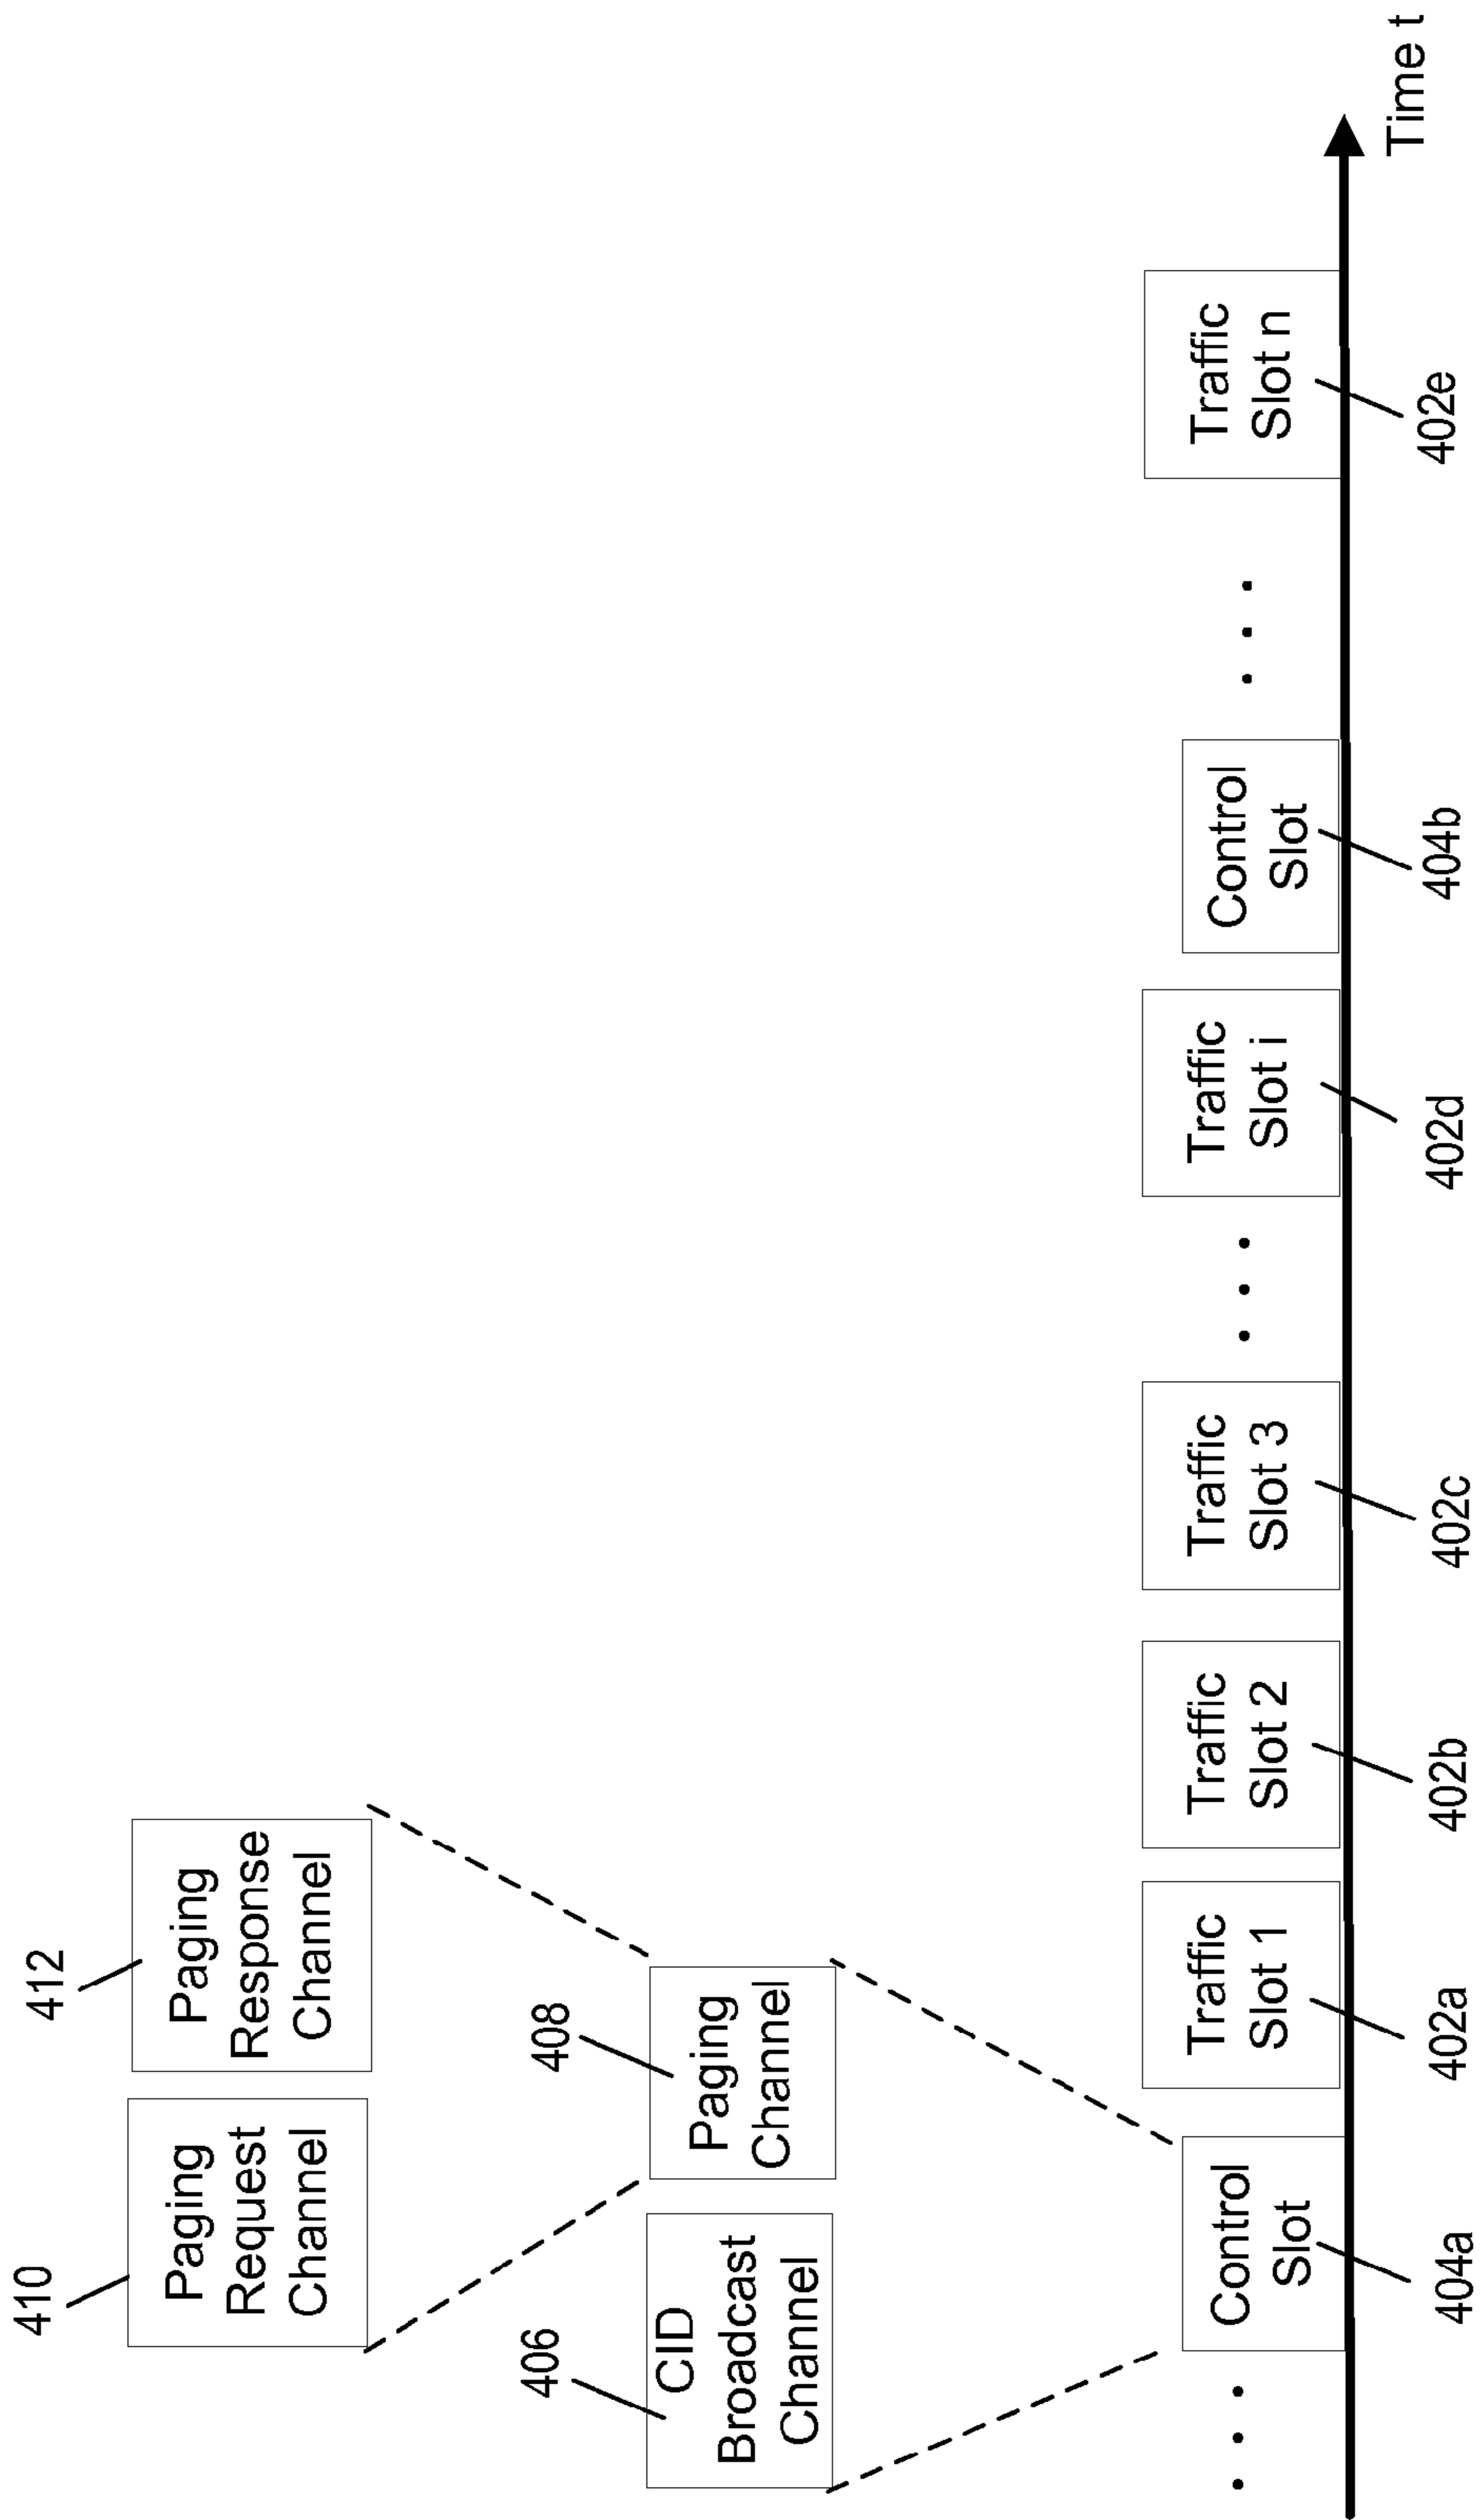 410
412
Paging
Request
Channel
Paging
Response
Channel
406
408
CID
Broadcast
Channel
Paging
Channel
. . .
Control
Slot
Traffic
Slot 1
Traffic
Slot 2
Traffic
Slot 3
. . .
Traffic
Slot i
Control
Slot
. . .
Traffic
Slot n
404a
402a
402b
402c
402d
404b
402e
Time t